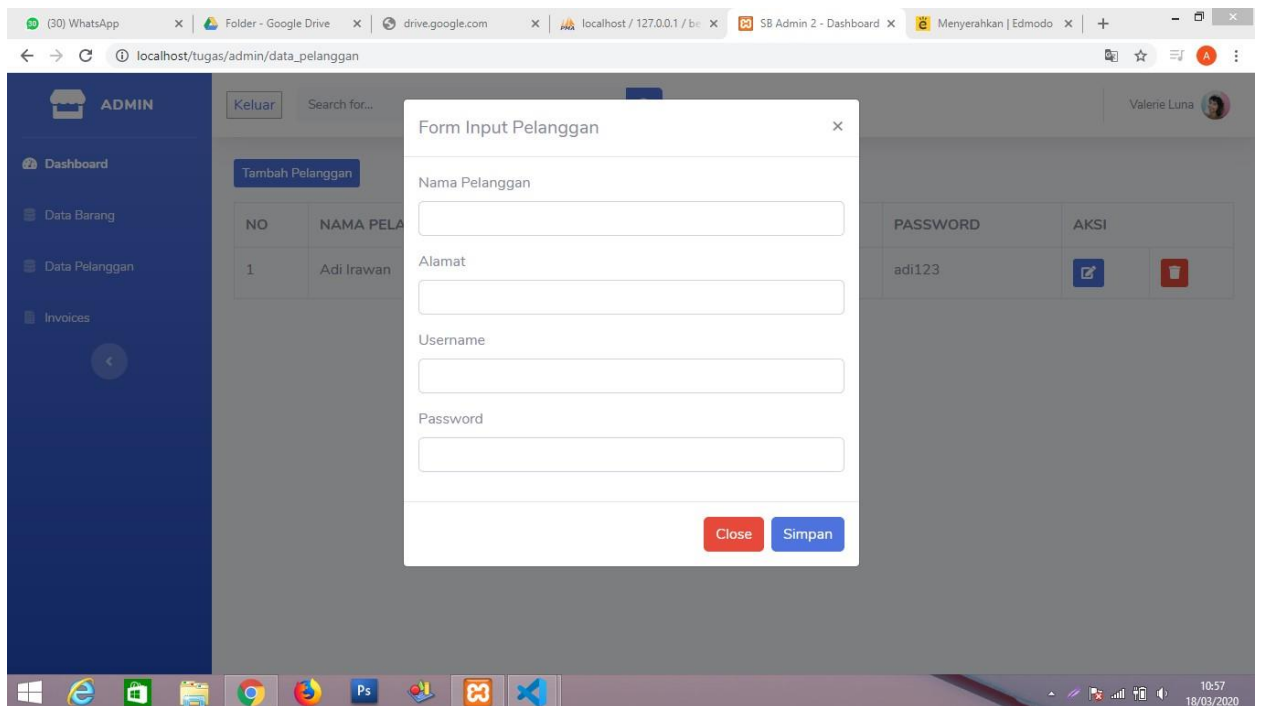 (30) WhatsApp
Folder - Google Drive
drive.google.com
localhost / 127.0.0.1 / be
SB Admin 2 - Dashboard
Menyerahkan | Edmodo
localhost/tugas/admin/data_pelanggan
A
ADMIN
Keluar
Search for...
Valerie Luna
Form Input Pelanggan
Dashboard
Tambah Pelanggan
Nama Pelanggan
Data Barang
NO
NAMA PELA
PASSWORD
AKSI
Alamat
Data Pelanggan
1
Adi Irawan
adi123
Invoices
Username
Password
Close
Simpan
Ps
10:57
18/03/2020